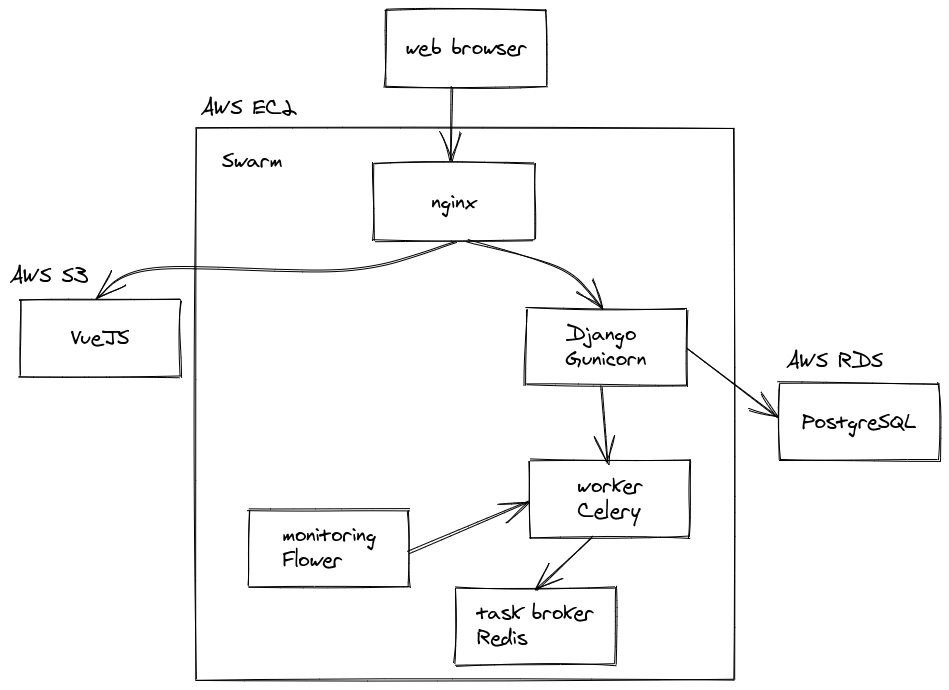 web browser
AWS EC2
Swarm
nginx
AWS S3
VueJS
Django
Gunicorn
AWS RDS
PostgreSQL
worker
Celery
monitoring
Flower
task broker
Redis